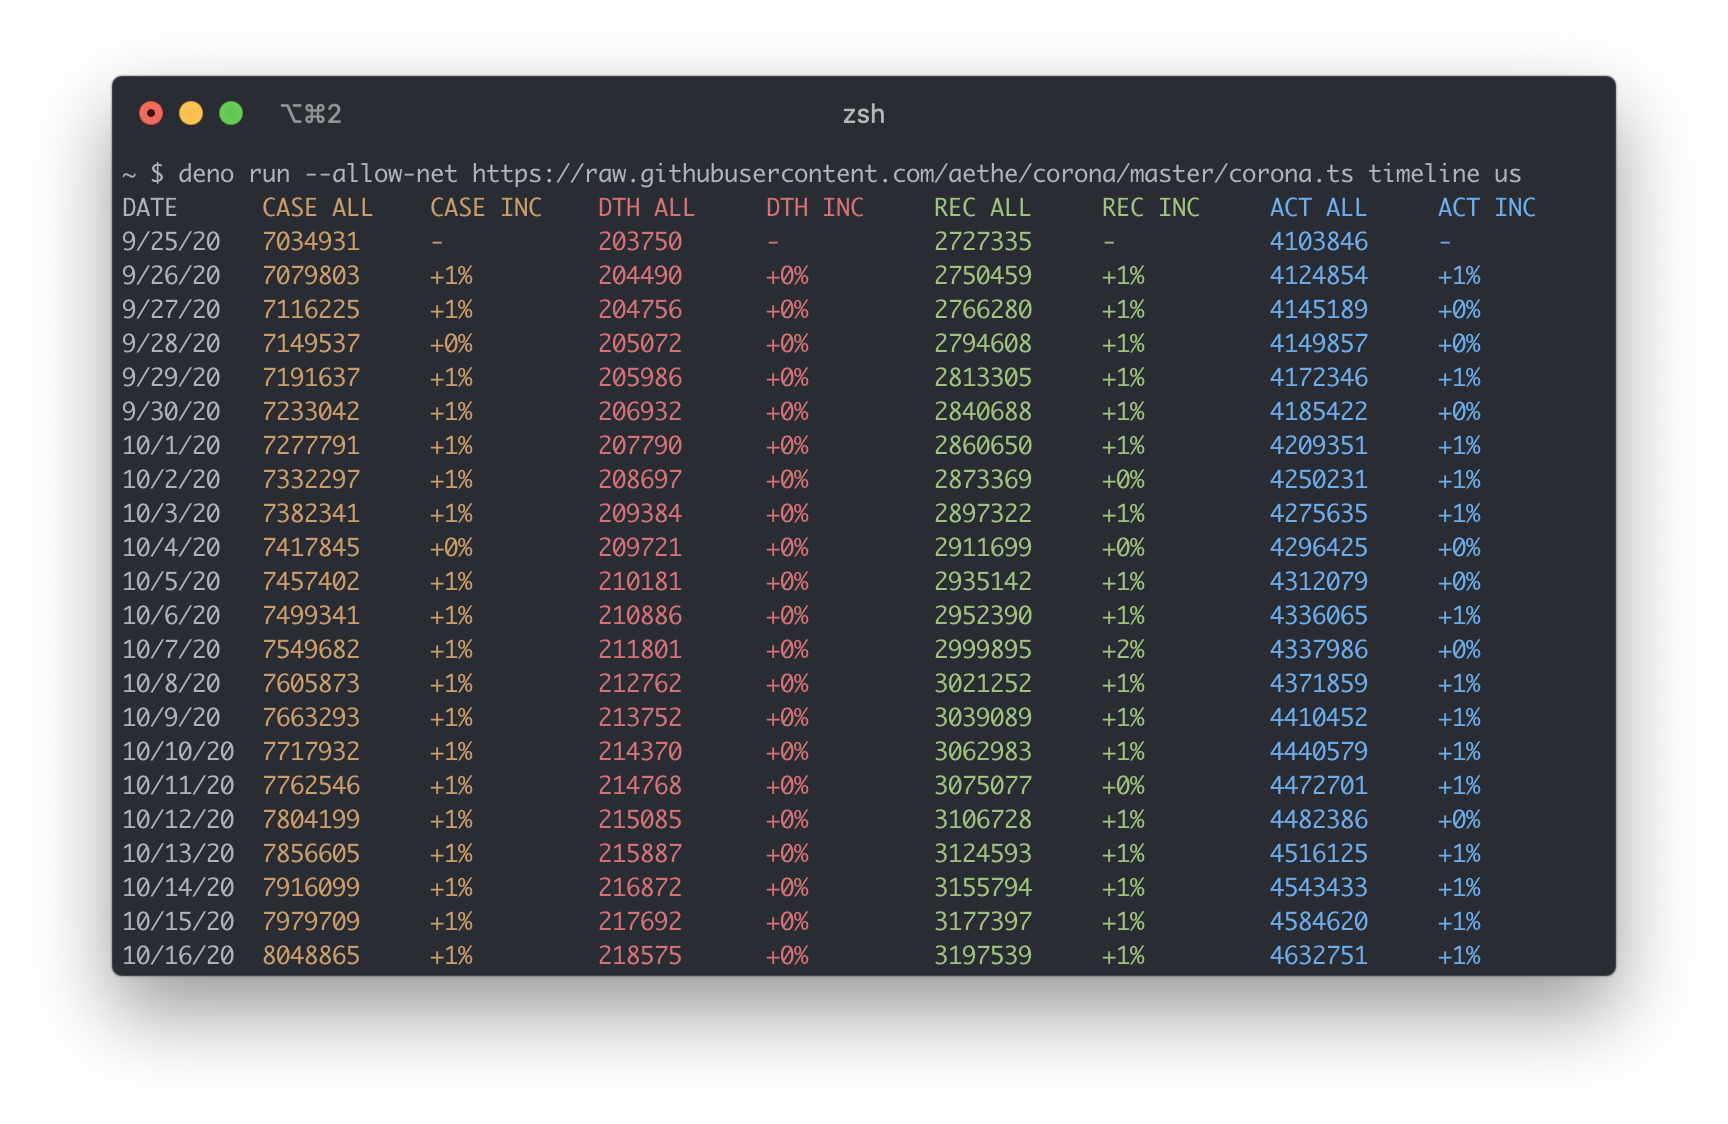 ⌥⌘2 zsh
~ $ deno run --allow-net https://raw.githubusercontent.com/aethe/corona/master/corona.ts timeline us
DATE CASE ALL CASE INC DTH ALL DTH INC REC ALL REC INC ACT ALL ACT INC
9/25/20 7034931 - 203750 - 2727335 - 4103846 -
9/26/20 7079803 +1% 204490 +0% 2750459 +1% 4124854 +1%
9/27/20 7116225 +1% 204756 +0% 2766280 +1% 4145189 +0%
9/28/20 7149537 +0% 205072 +0% 2794608 +1% 4149857 +0%
9/29/20 7191637 +1% 205986 +0% 2813305 +1% 4172346 +1%
9/30/20 7233042 +1% 206932 +0% 2840688 +1% 4185422 +0%
10/1/20 7277791 +1% 207790 +0% 2860650 +1% 4209351 +1%
10/2/20 7332297 +1% 208697 +0% 2873369 +0% 4250231 +1%
10/3/20 7382341 +1% 209384 +0% 2897322 +1% 4275635 +1%
10/4/20 7417845 +0% 209721 +0% 2911699 +0% 4296425 +0%
10/5/20 7457402 +1% 210181 +0% 2935142 +1% 4312079 +0%
10/6/20 7499341 +1% 210886 +0% 2952390 +1% 4336065 +1%
10/7/20 7549682 +1% 211801 +0% 2999895 +2% 4337986 +0%
10/8/20 7605873 +1% 212762 +0% 3021252 +1% 4371859 +1%
10/9/20 7663293 +1% 213752 +0% 3039089 +1% 4410452 +1%
10/10/20 7717932 +1% 214370 +0% 3062983 +1% 4440579 +1%
10/11/20 7762546 +1% 214768 +0% 3075077 +0% 4472701 +1%
10/12/20 7804199 +1% 215085 +0% 3106728 +1% 4482386 +0%
10/13/20 7856605 +1% 215887 +0% 3124593 +1% 4516125 +1%
10/14/20 7916099 +1% 216872 +0% 3155794 +1% 4543433 +1%
10/15/20 7979709 +1% 217692 +0% 3177397 +1% 4584620 +1%
10/16/20 8048865 +1% 218575 +0% 3197539 +1% 4632751 +1%